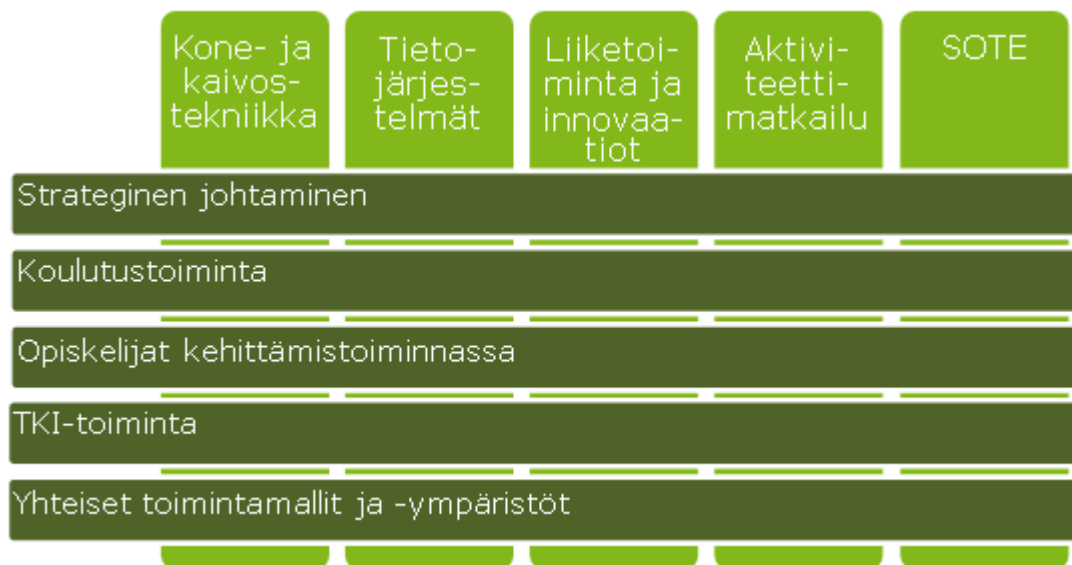 Kone- ja
kaivos-
tekniikka
Tieto-
järjes-
telmät
Liiketoi-
minta ja
innovaa-
tiot
Aktivi-
teetti-
matkailu
SOTE
Strateginen johtaminen
Koulutustoiminta
Opiskelijat kehittämistoiminnassa
TKI-toiminta
Yhteiset toimintamallit ja -ympäristöt